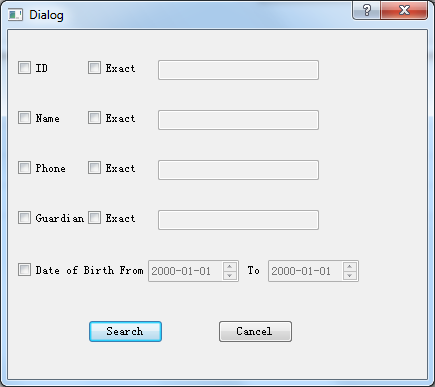 Dialog
ID Exact
Name Exact
Phone Exact
Guardian Exact
Date of Birth From 2000-01-01 To 2000-01-01
Search Cancel